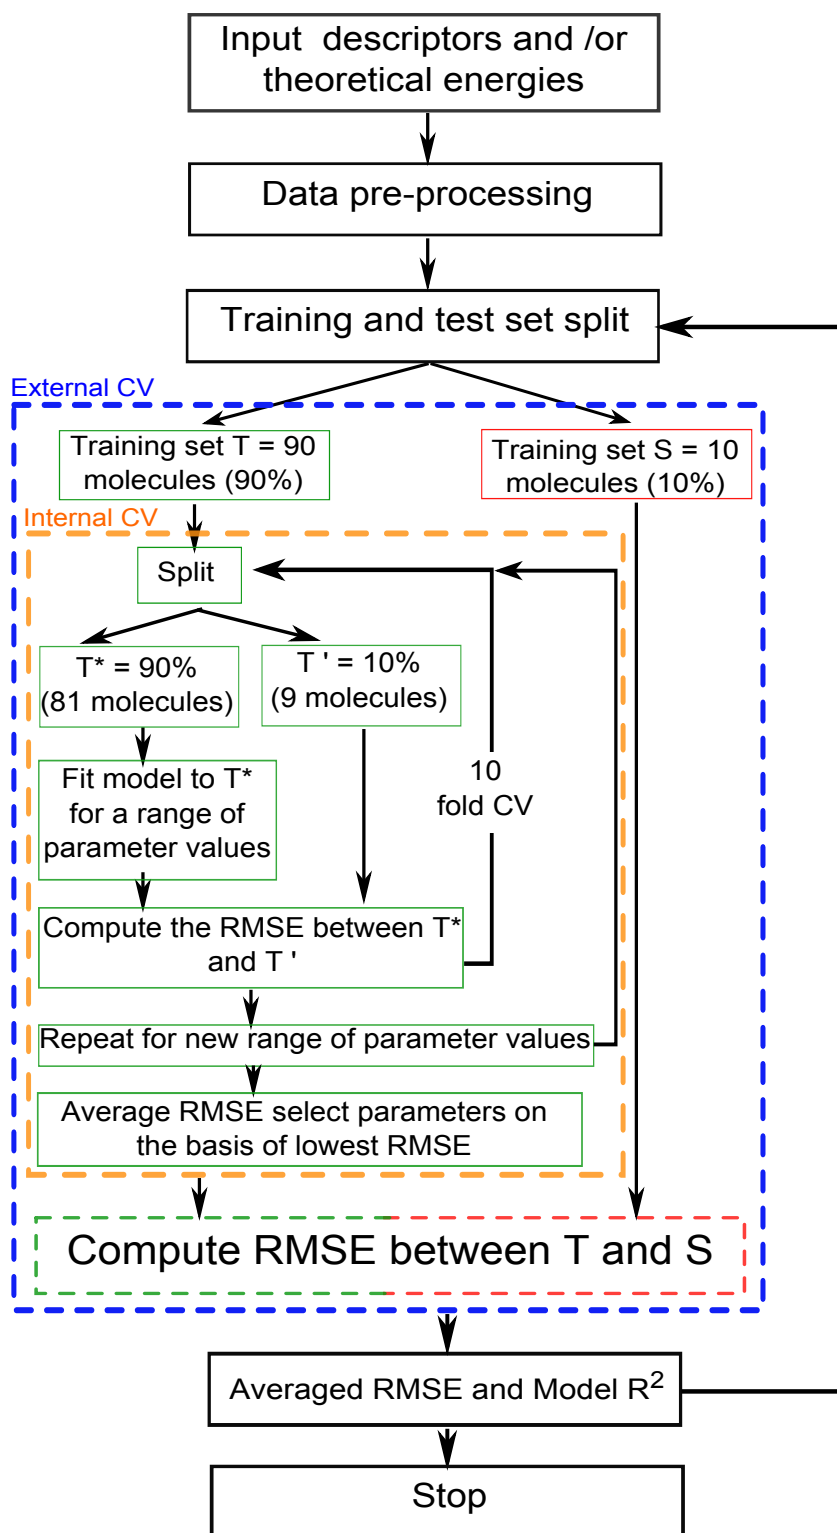 Input  descriptors and /or
theoretical energies
Data pre-processing
Training and test set split
External CV
Training set T = 90
molecules (90%)
Training set S = 10
molecules (10%)
Internal CV
Split
T* = 90%
(81 molecules)
T ' = 10%
(9 molecules)
Fit model to T*
for a range of
parameter values
10
fold CV
Compute the RMSE between T*
and T '
Repeat for new range of parameter values
Average RMSE select parameters on
the basis of lowest RMSE
Compute RMSE between T and S
Averaged RMSE and Model R²
Stop